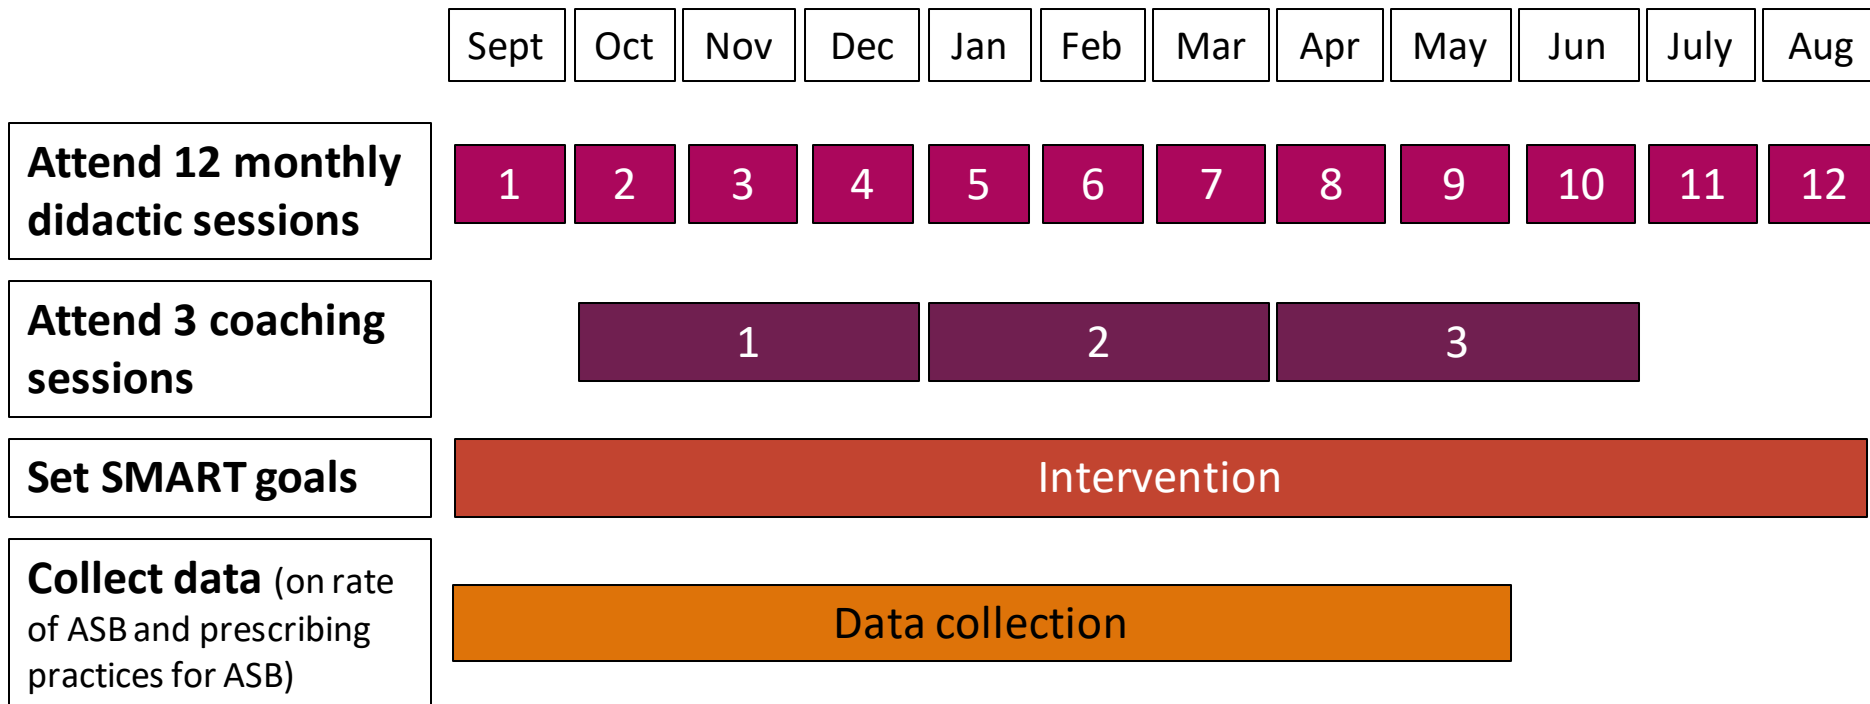 Sept Oct Nov Dec Jan Feb Mar Apr May Jun July Aug
Attend 12 monthly
didactic sessions
1 2 3 4 5 6 7 8 9 10 11 12
Attend 3 coaching
sessions
1 2 3
Set SMART goals
Intervention
Collect data (on rate
of ASB and prescribing
practices for ASB)
Data collection